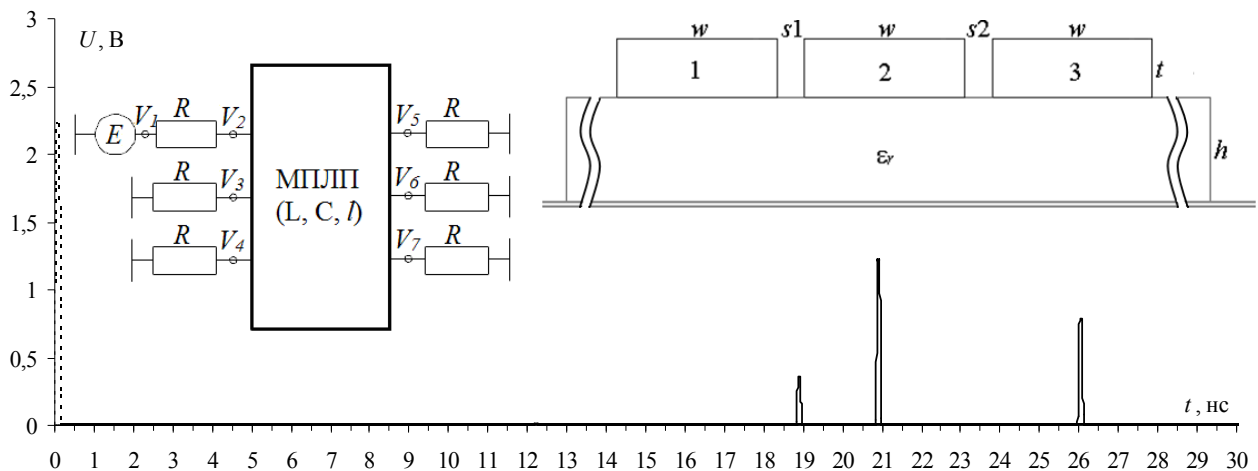 3
U, В
2,5
2
1,5
1
0,5
0
E
V1
R
V2
R
V3
R
V4
МПЛП
(L, C, l)
V5
R
V6
R
V7
R
w
s1
w
s2
w
1
2
3
t
εr
h
t , нс
0 1 2 3 4 5 6 7 8 9 10 11 12 13 14 15 16 17 18 19 20 21 22 23 24 25 26 27 28 29 30